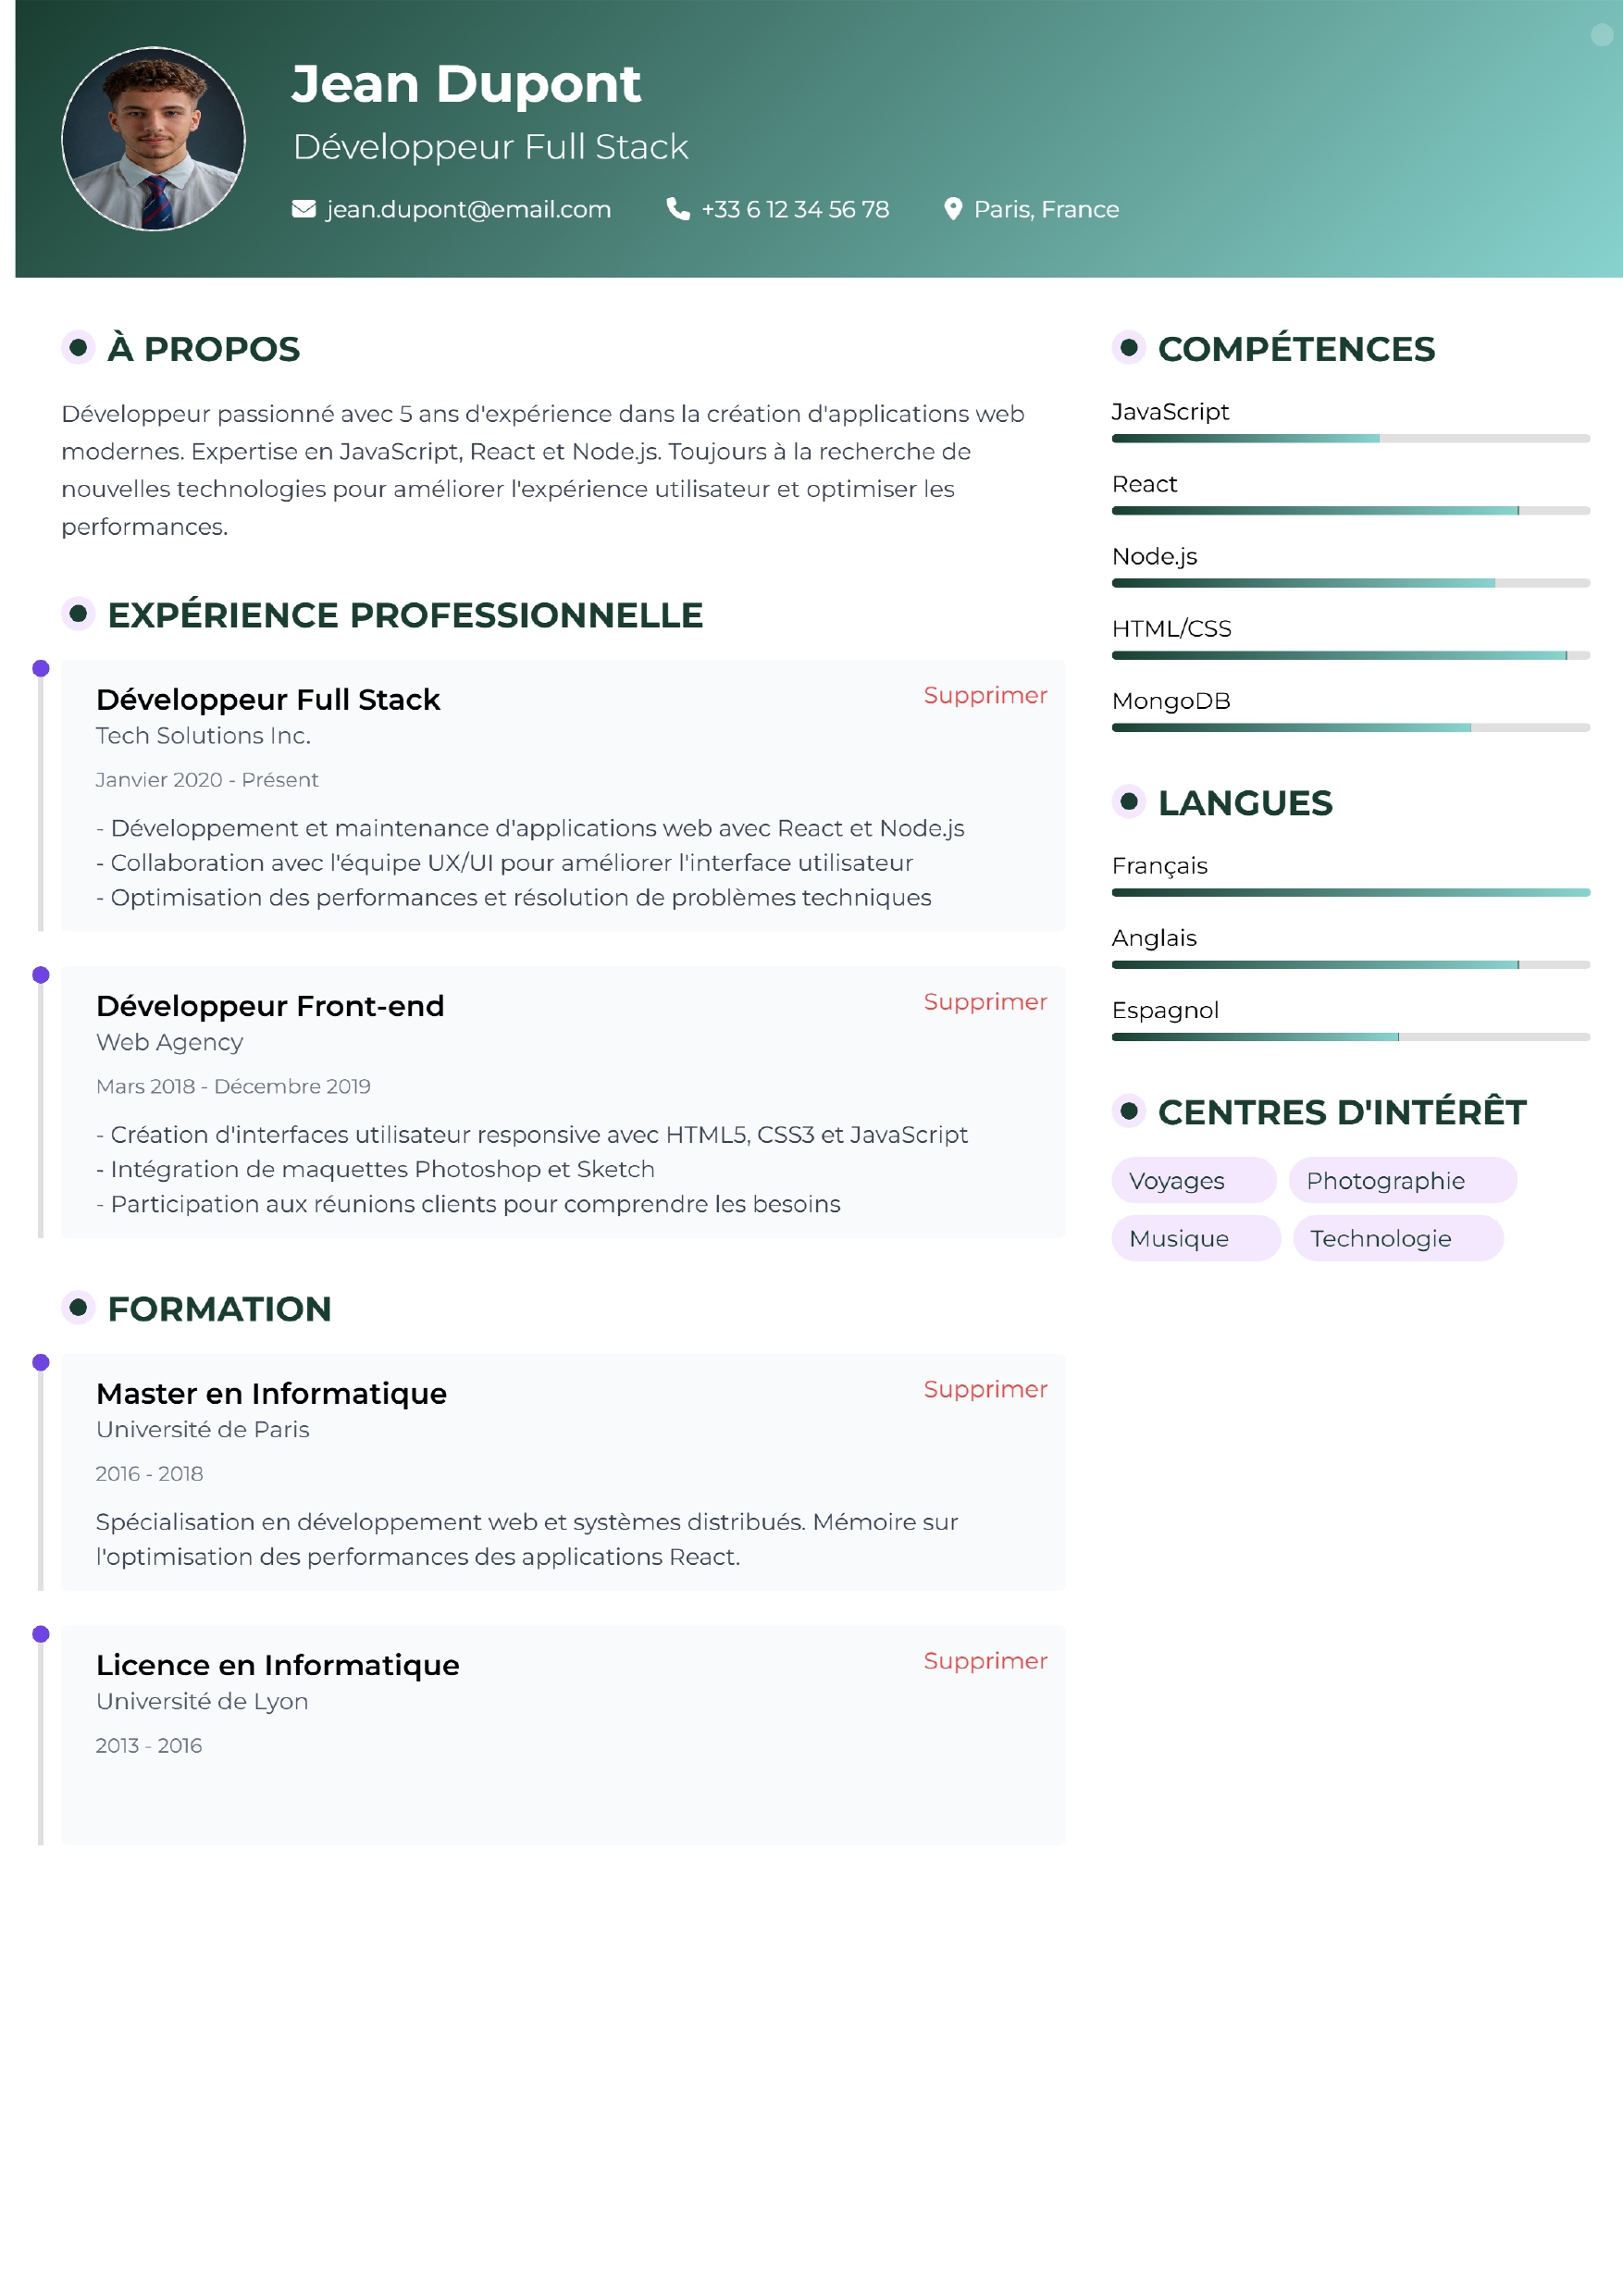 Jean Dupont
Développeur Full Stack
jean.dupont@email.com +33 6 12 34 56 78 Paris, France
À PROPOS
Développeur passionné avec 5 ans d'expérience dans la création d'applications web
modernes. Expertise en JavaScript, React et Node.js. Toujours à la recherche de
nouvelles technologies pour améliorer l'expérience utilisateur et optimiser les
performances.
EXPÉRIENCE PROFESSIONNELLE
Développeur Full Stack
Supprimer
Tech Solutions Inc.
Janvier 2020 - Présent
- Développement et maintenance d'applications web avec React et Node.js
- Collaboration avec l'équipe UX/UI pour améliorer l'interface utilisateur
- Optimisation des performances et résolution de problèmes techniques
Développeur Front-end
Supprimer
Web Agency
Mars 2018 - Décembre 2019
- Création d'interfaces utilisateur responsive avec HTML5, CSS3 et JavaScript
- Intégration de maquettes Photoshop et Sketch
- Participation aux réunions clients pour comprendre les besoins
FORMATION
Master en Informatique
Supprimer
Université de Paris
2016 - 2018
Spécialisation en développement web et systèmes distribués. Mémoire sur
l'optimisation des performances des applications React.
Licence en Informatique
Supprimer
Université de Lyon
2013 - 2016
COMPÉTENCES
JavaScript
React
Node.js
HTML/CSS
MongoDB
LANGUES
Français
Anglais
Espagnol
CENTRES D'INTÉRÊT
Voyages
Photographie
Musique
Technologie